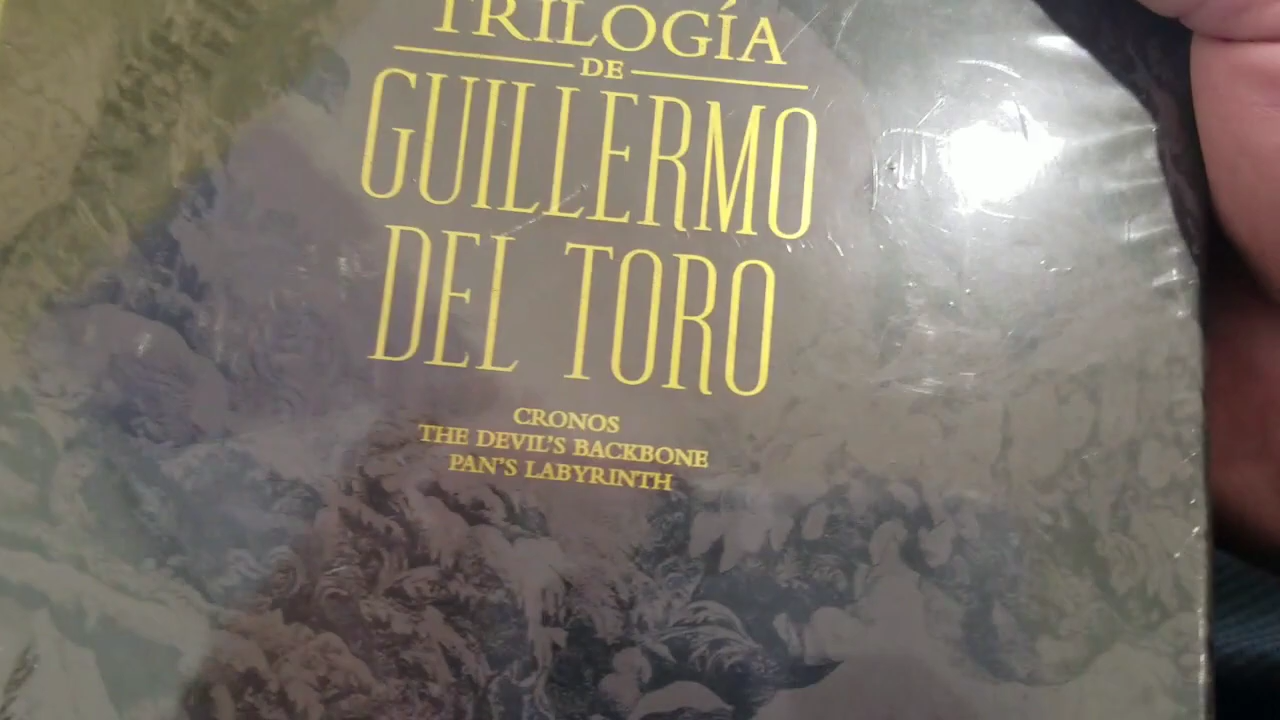 TRILOGÍA
DE
GUILLERMO
DEL TORO
CRONOS
THE DEVIL'S BACKBONE
PAN'S LABYRINTH